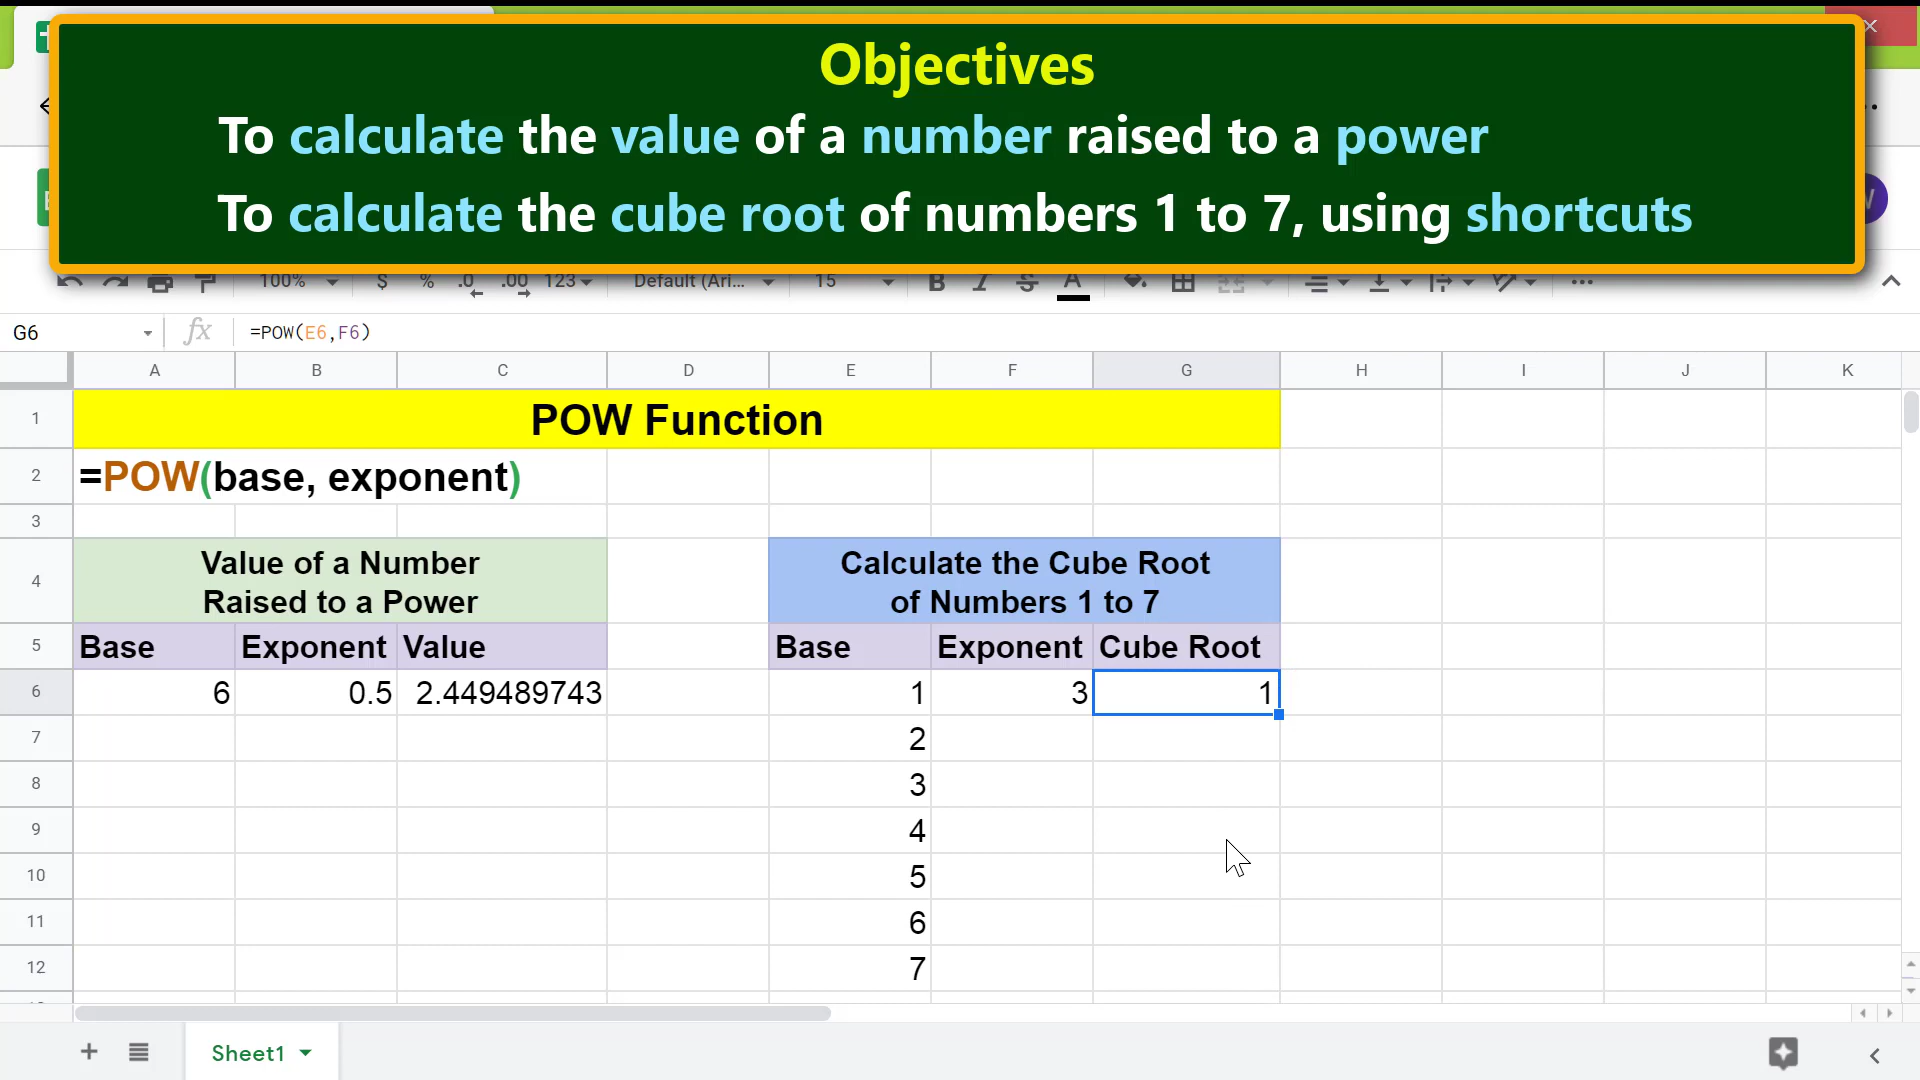 Objectives
To calculate the value of a number raised to a power
To calculate the cube root of numbers 1 to 7, using shortcuts
100% $ % .0 .00 123 Default (Ari... 15 B I S A
G6 fx =POW(E6,F6)
A B C D E F G H I J K
1 POW Function
2 =POW(base, exponent)
3
4 Value of a Number Calculate the Cube Root
Raised to a Power of Numbers 1 to 7
5 Base Exponent Value Base Exponent Cube Root
6 6 0.5 2.449489743 1 3 1
7 2
8 3
9 4
10 5
11 6
12 7
Sheet1